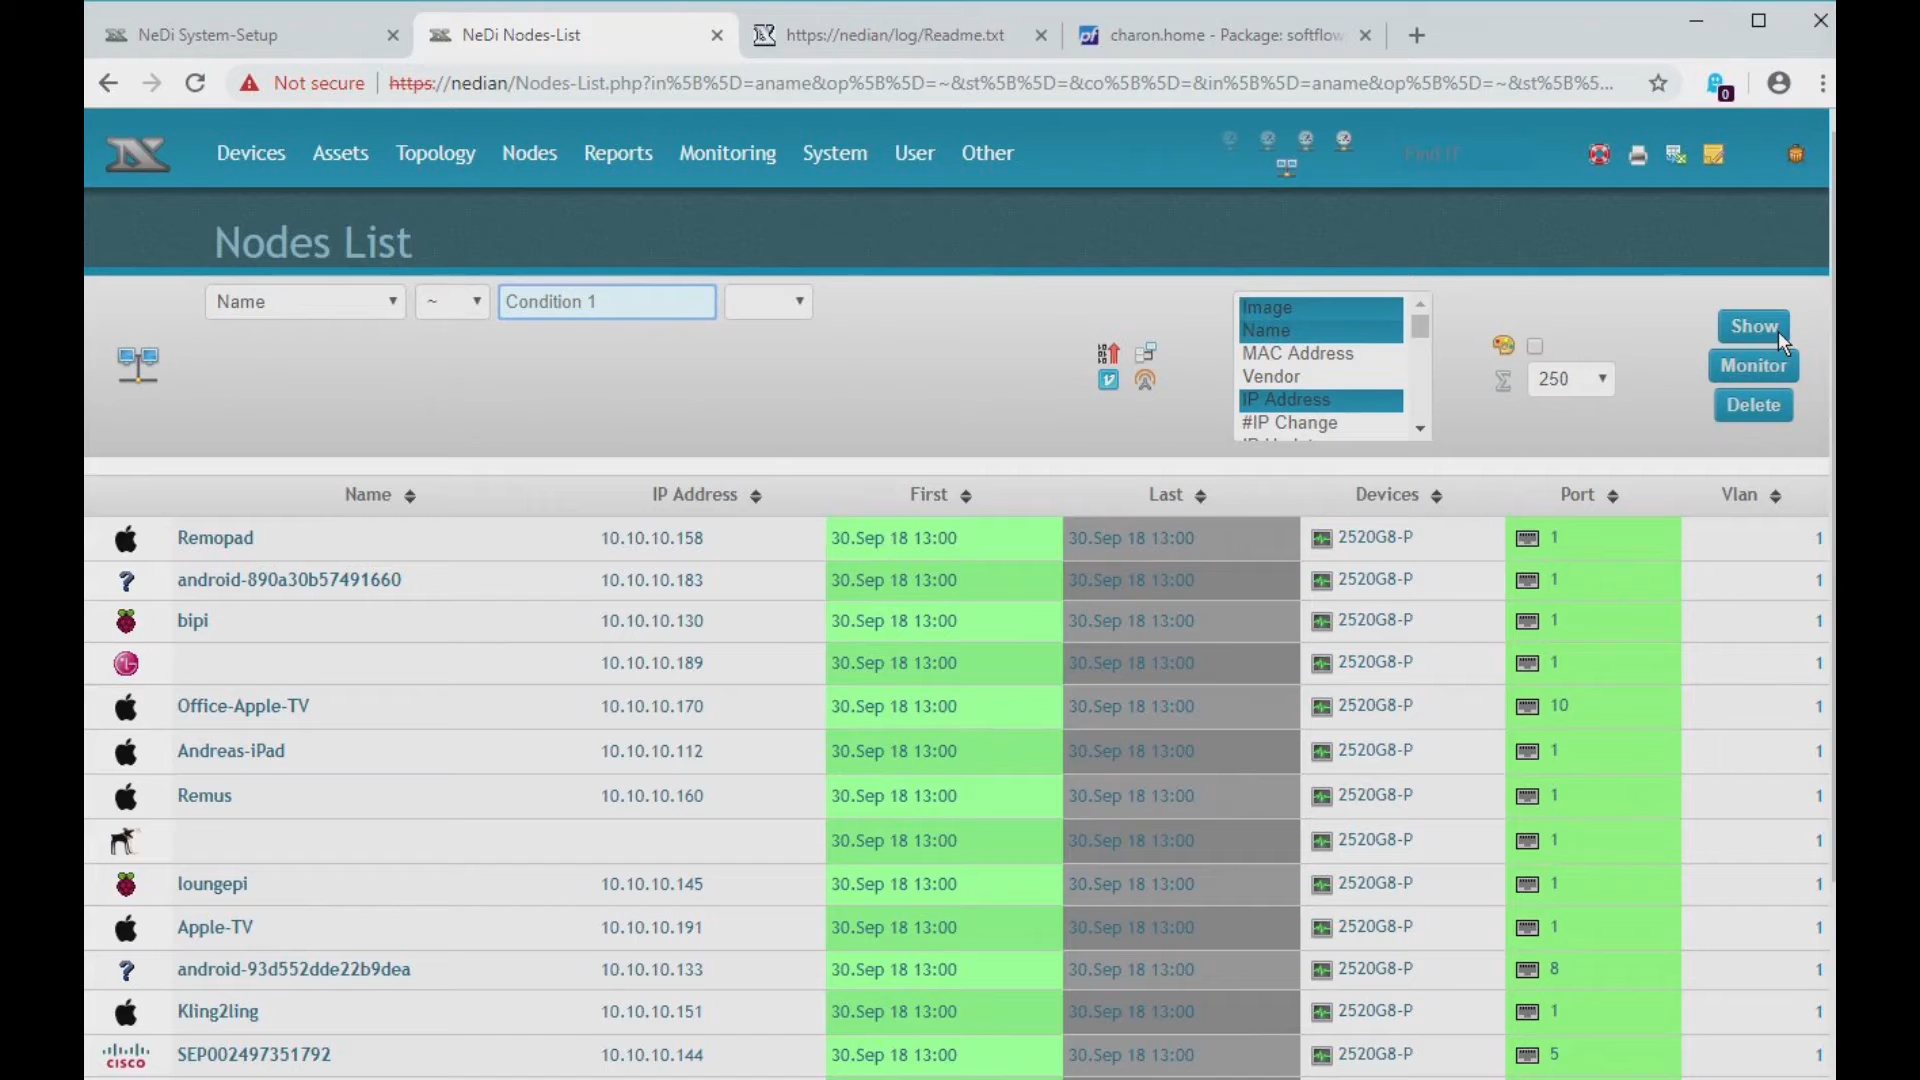 NeDi System-Setup
NeDi Nodes-List
https://nedian/log/Readme.txt
charon.home - Package: softflow
Not secure
https://nedian/Nodes-List.php?in%5B%5D=aname&op%5B%5D=~&st%5B%5D=&co%5B%5D=&in%5B%5D=aname&op%5B%5D=~&st%5B%5...
0
Devices Assets Topology Nodes Reports Monitoring System User Other
Find IT
Nodes List
Name ~ Condition 1
Image
Name
MAC Address
Vendor
IP Address
#IP Change
250
Show
Monitor
Delete
Name IP Address First Last Devices Port Vlan
Remopad 10.10.10.158 30.Sep 18 13:00 30.Sep 18 13:00 2520G8-P 1 1
android-890a30b57491660 10.10.10.183 30.Sep 18 13:00 30.Sep 18 13:00 2520G8-P 1 1
bipi 10.10.10.130 30.Sep 18 13:00 30.Sep 18 13:00 2520G8-P 1 1
10.10.10.189 30.Sep 18 13:00 30.Sep 18 13:00 2520G8-P 1 1
Office-Apple-TV 10.10.10.170 30.Sep 18 13:00 30.Sep 18 13:00 2520G8-P 10 1
Andreas-iPad 10.10.10.112 30.Sep 18 13:00 30.Sep 18 13:00 2520G8-P 1 1
Remus 10.10.10.160 30.Sep 18 13:00 30.Sep 18 13:00 2520G8-P 1 1
30.Sep 18 13:00 30.Sep 18 13:00 2520G8-P 1 1
loungepi 10.10.10.145 30.Sep 18 13:00 30.Sep 18 13:00 2520G8-P 1 1
Apple-TV 10.10.10.191 30.Sep 18 13:00 30.Sep 18 13:00 2520G8-P 1 1
android-93d552dde22b9dea 10.10.10.133 30.Sep 18 13:00 30.Sep 18 13:00 2520G8-P 8 1
Kling2ling 10.10.10.151 30.Sep 18 13:00 30.Sep 18 13:00 2520G8-P 1 1
CISCO SEP002497351792 10.10.10.144 30.Sep 18 13:00 30.Sep 18 13:00 2520G8-P 5 1